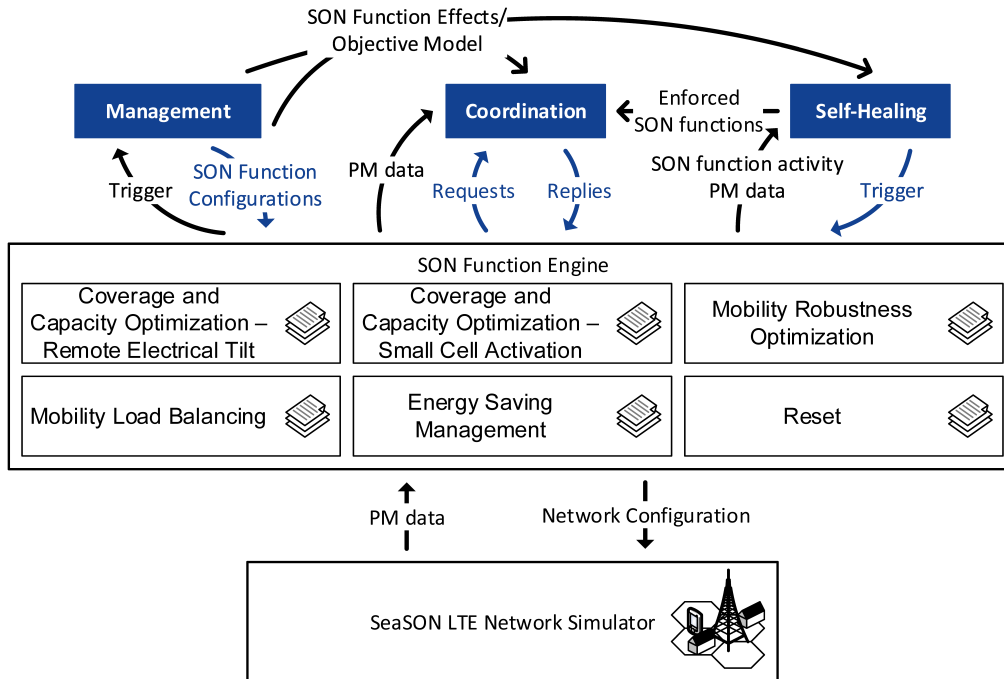 SON Function Effects/
Objective Model
Management
Coordination
Self-Healing
Enforced
SON functions
SON Function
Configurations
Trigger
PM data
Requests
Replies
SON function activity
PM data
Trigger
SON Function Engine
Coverage and
Capacity Optimization –
Remote Electrical Tilt
Coverage and
Capacity Optimization –
Small Cell Activation
Mobility Robustness
Optimization
Mobility Load Balancing
Energy Saving
Management
Reset
PM data
Network Configuration
SeaSON LTE Network Simulator